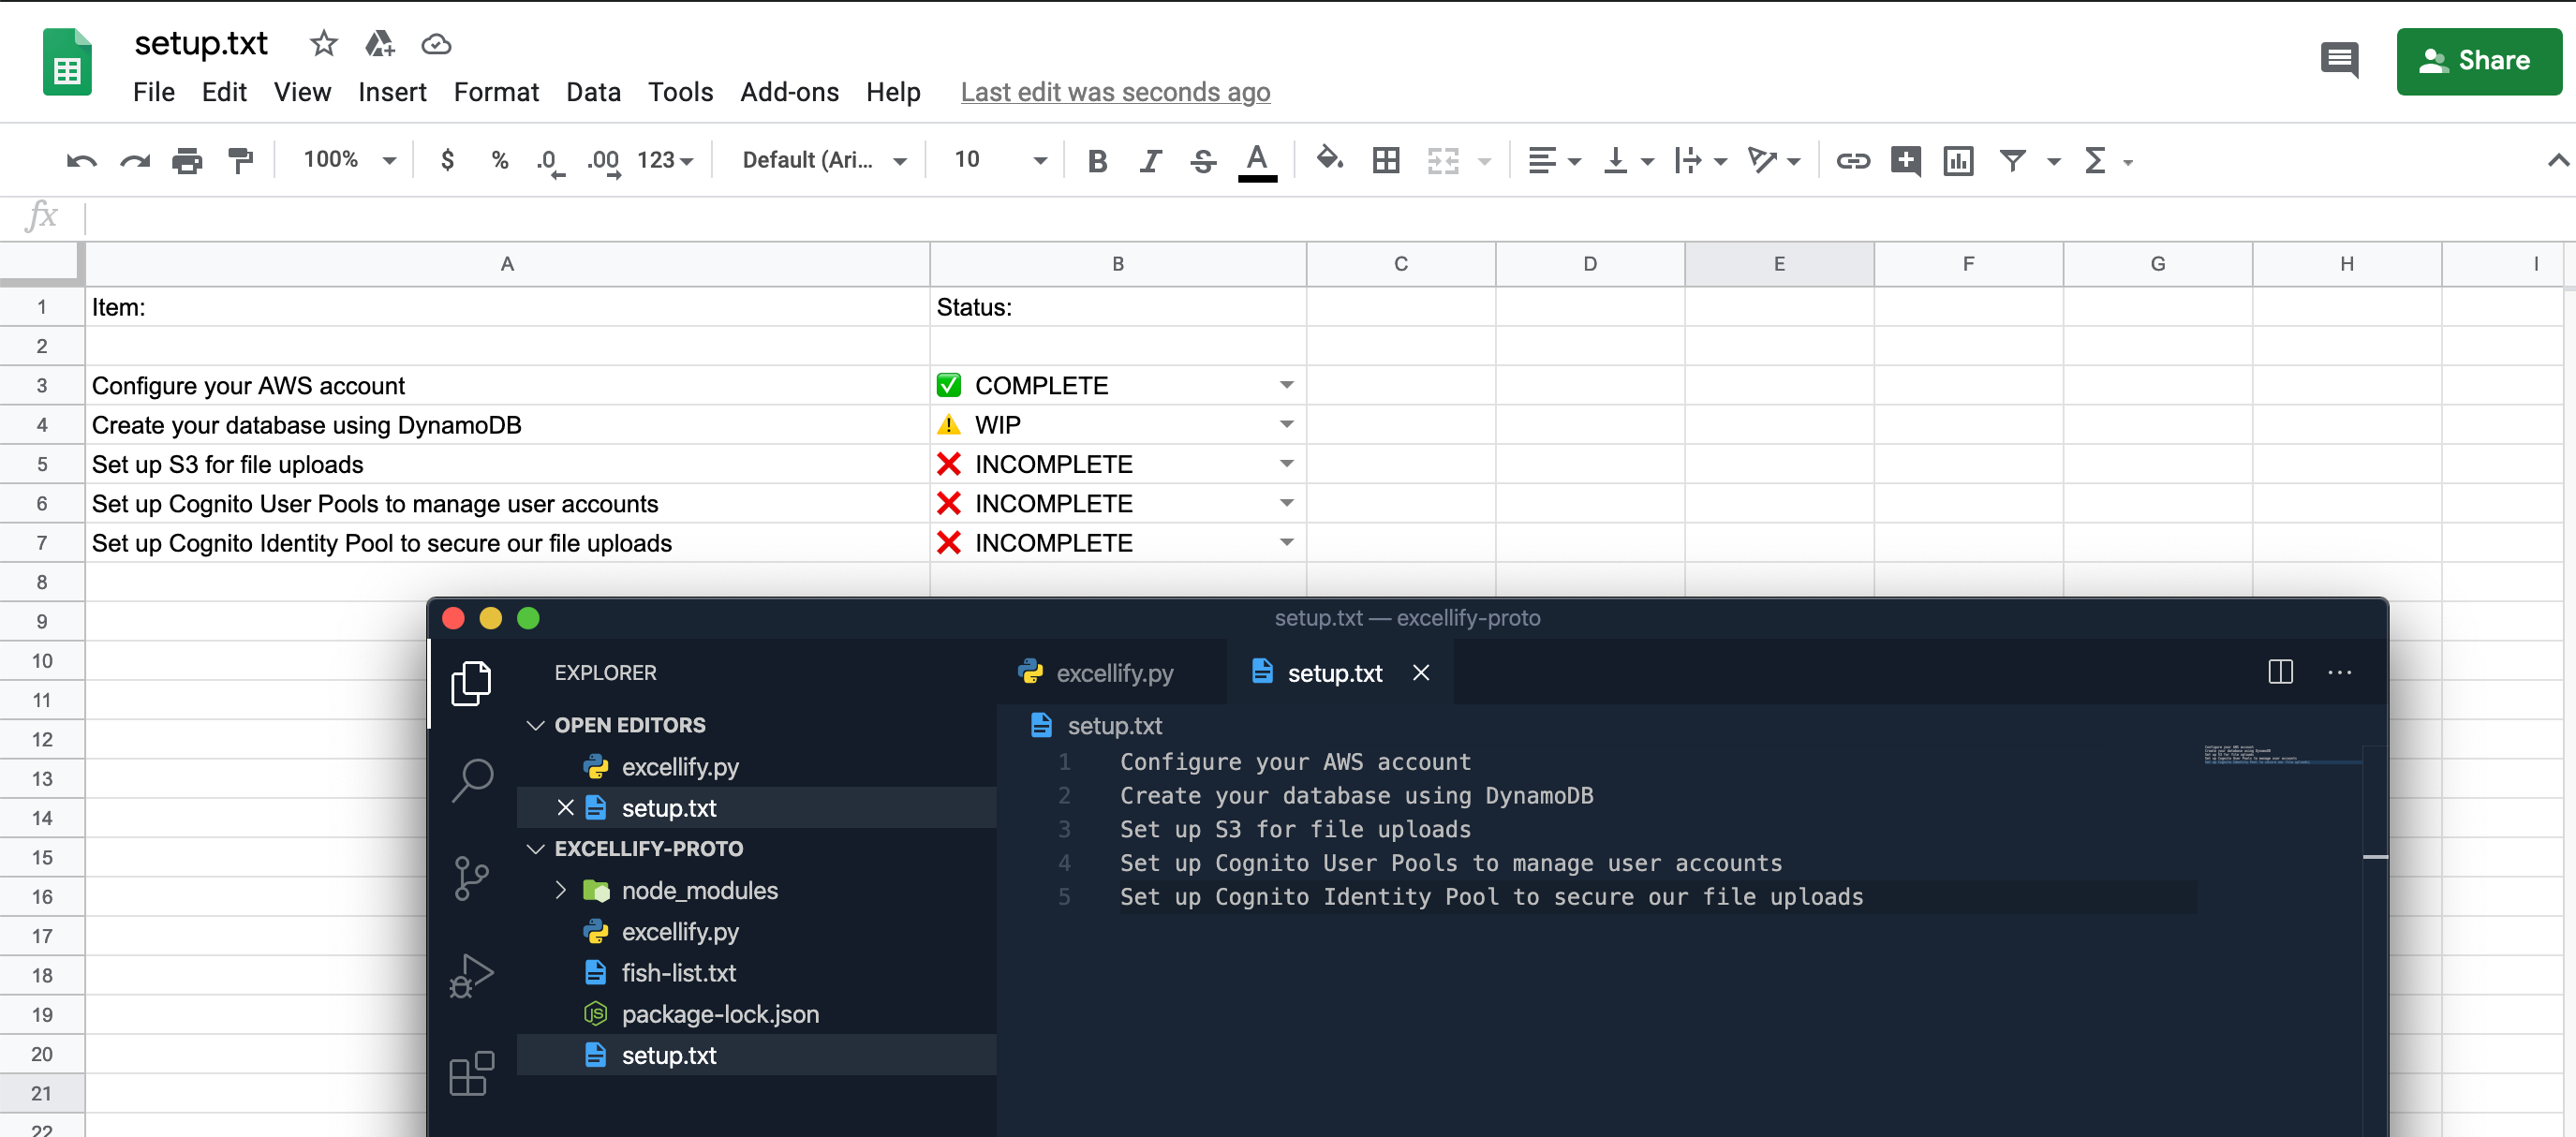 setup.txt
File Edit View Insert Format Data Tools Add-ons Help Last edit was seconds ago
Share
100% $ % .0 .00 123 Default (Ari... 10 B I S A Σ
fx
A B C D E F G H I
1 Item: Status:
2
3 Configure your AWS account ✅ COMPLETE
4 Create your database using DynamoDB ⚠️ WIP
5 Set up S3 for file uploads ❌ INCOMPLETE
6 Set up Cognito User Pools to manage user accounts ❌ INCOMPLETE
7 Set up Cognito Identity Pool to secure our file uploads ❌ INCOMPLETE
8
9
10
11
12
13
14
15
16
17
18
19
20
21
22
setup.txt — excellify-proto
EXPLORER
excellify.py setup.txt
OPEN EDITORS
excellify.py
setup.txt
EXCELLIFY-PROTO
node_modules
excellify.py
fish-list.txt
package-lock.json
setup.txt
setup.txt
1 Configure your AWS account
2 Create your database using DynamoDB
3 Set up S3 for file uploads
4 Set up Cognito User Pools to manage user accounts
5 Set up Cognito Identity Pool to secure our file uploads